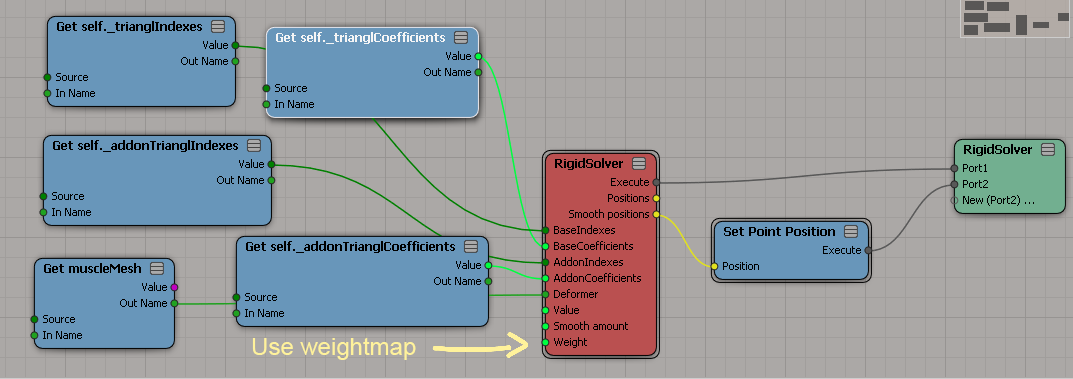 Get self._trianglIndexes
Value
Out Name
Source
In Name
Get self._trianglCoefficients
Value
Out Name
Source
In Name
Get self._addonTrianglIndexes
Value
Out Name
Source
In Name
Get self._addonTrianglCoefficients
Value
Out Name
Source
In Name
Get muscleMesh
Value
Out Name
Source
In Name
RigidSolver
Execute
Positions
Smooth positions
BaseIndexes
BaseCoefficients
AddonIndexes
AddonCoefficients
Deformer
Value
Smooth amount
Weight
Use weightmap
Set Point Position
Execute
Position
RigidSolver
Port1
Port2
New (Port2) ...